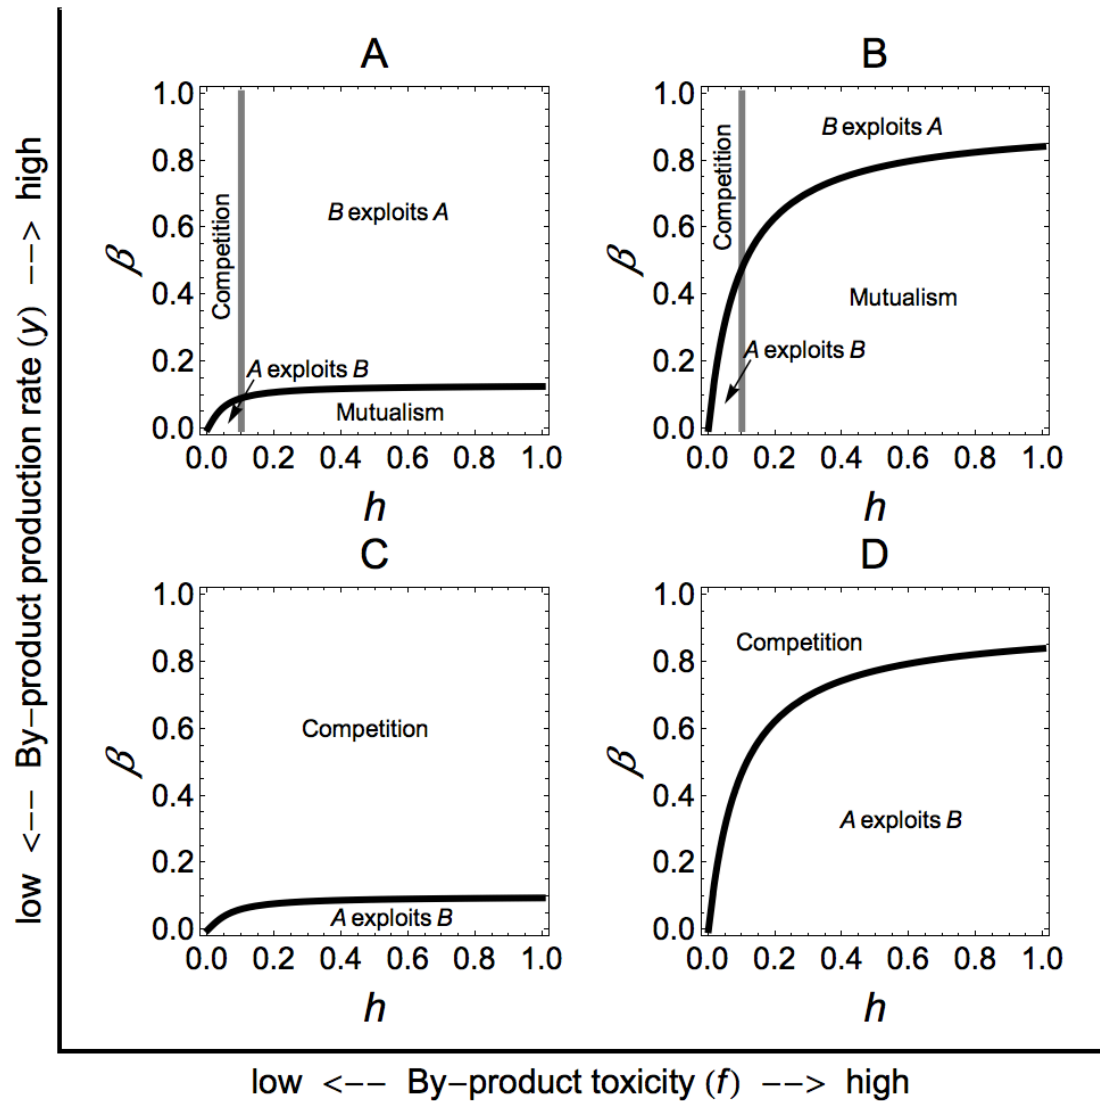 low <-- By-product production rate (y) --> high
A
1.0
0.8
0.6
0.4
0.2
0.0
β
Competition
B exploits A
A exploits B
Mutualism
0.0 0.2 0.4 0.6 0.8 1.0
h
B
1.0
0.8
0.6
0.4
0.2
0.0
β
Competition
B exploits A
Mutualism
A exploits B
0.0 0.2 0.4 0.6 0.8 1.0
h
C
1.0
0.8
0.6
0.4
0.2
0.0
β
Competition
A exploits B
0.0 0.2 0.4 0.6 0.8 1.0
h
D
1.0
0.8
0.6
0.4
0.2
0.0
β
Competition
A exploits B
0.0 0.2 0.4 0.6 0.8 1.0
h
low <-- By-product toxicity (f) --> high